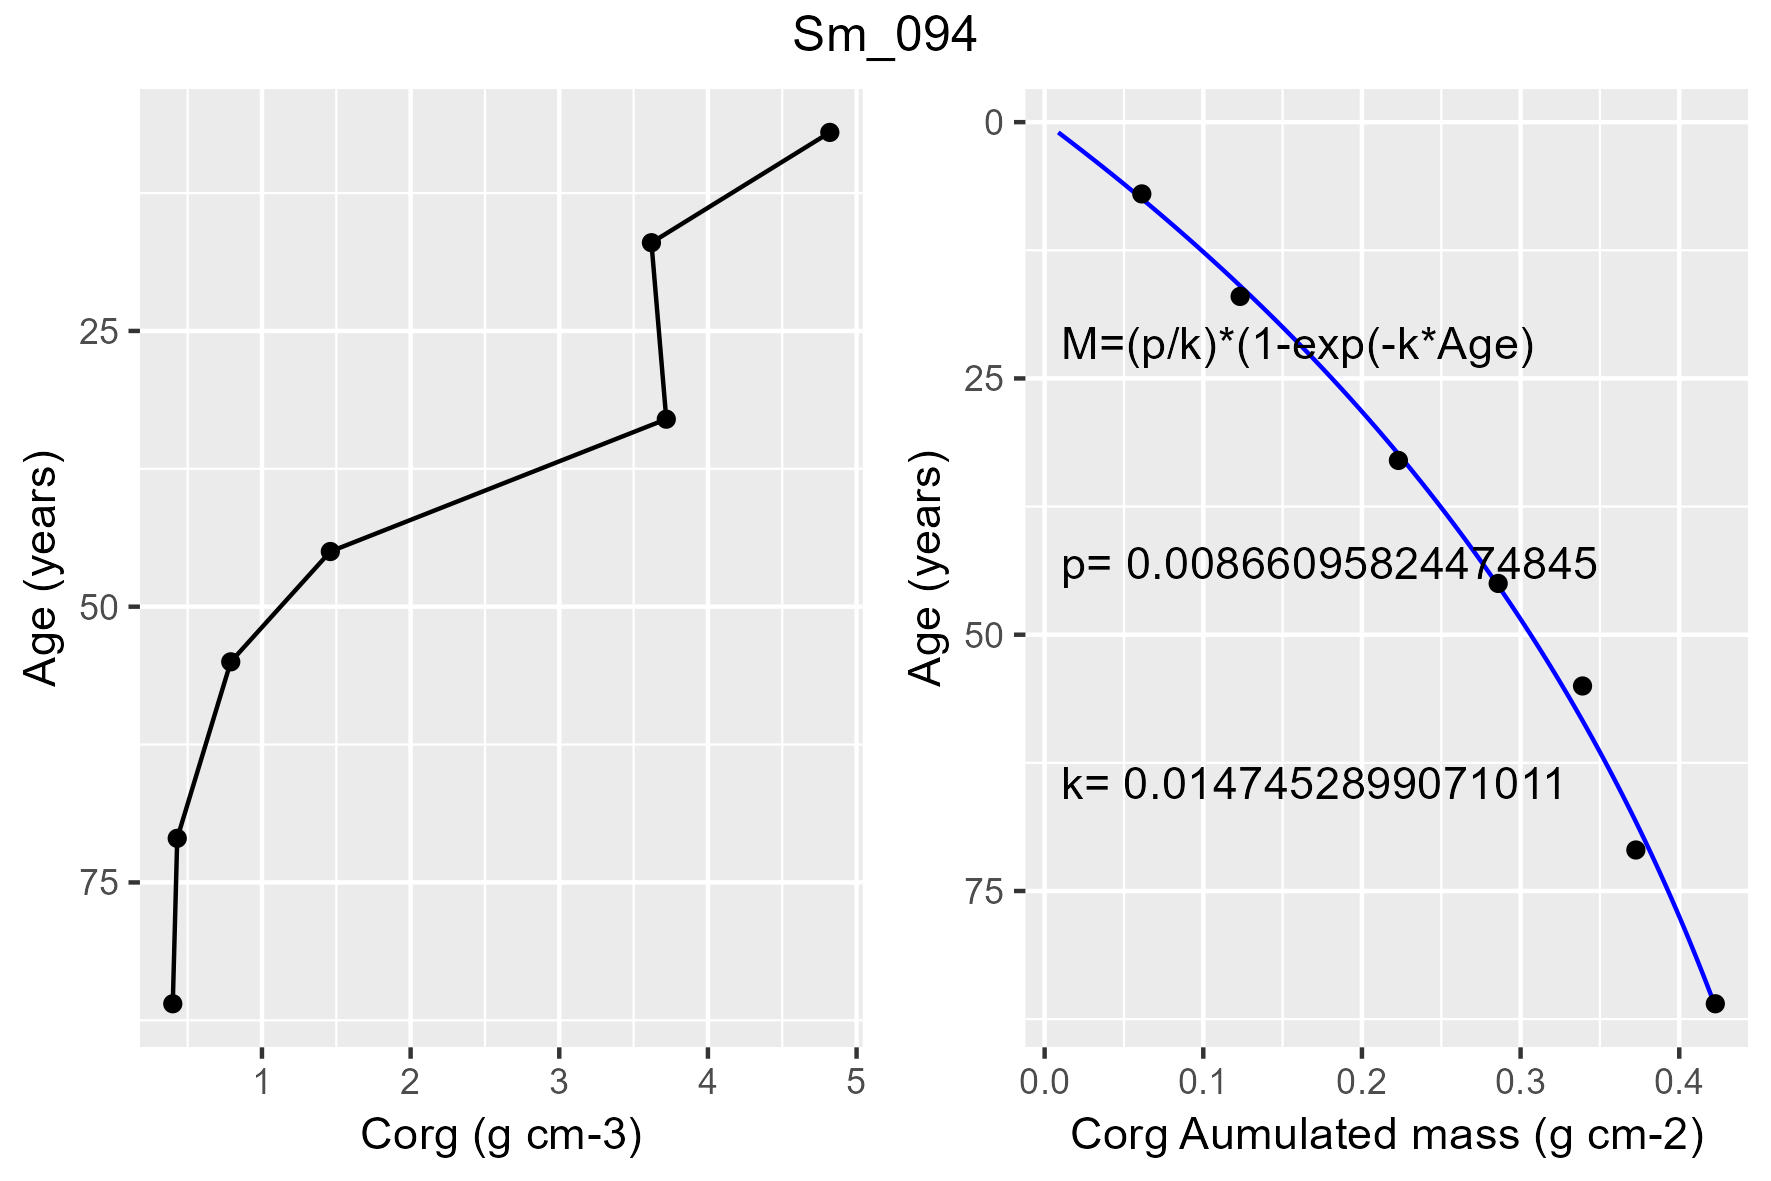 Sm_094
25
50
75
Age (years)
1 2 3 4 5
Corg (g cm-3)
0
25
50
75
Age (years)
M=(p/k)*(1-exp(-k*Age)
p= 0.00866095824474845
k= 0.0147452899071011
0.0 0.1 0.2 0.3 0.4
Corg Aumulated mass (g cm-2)